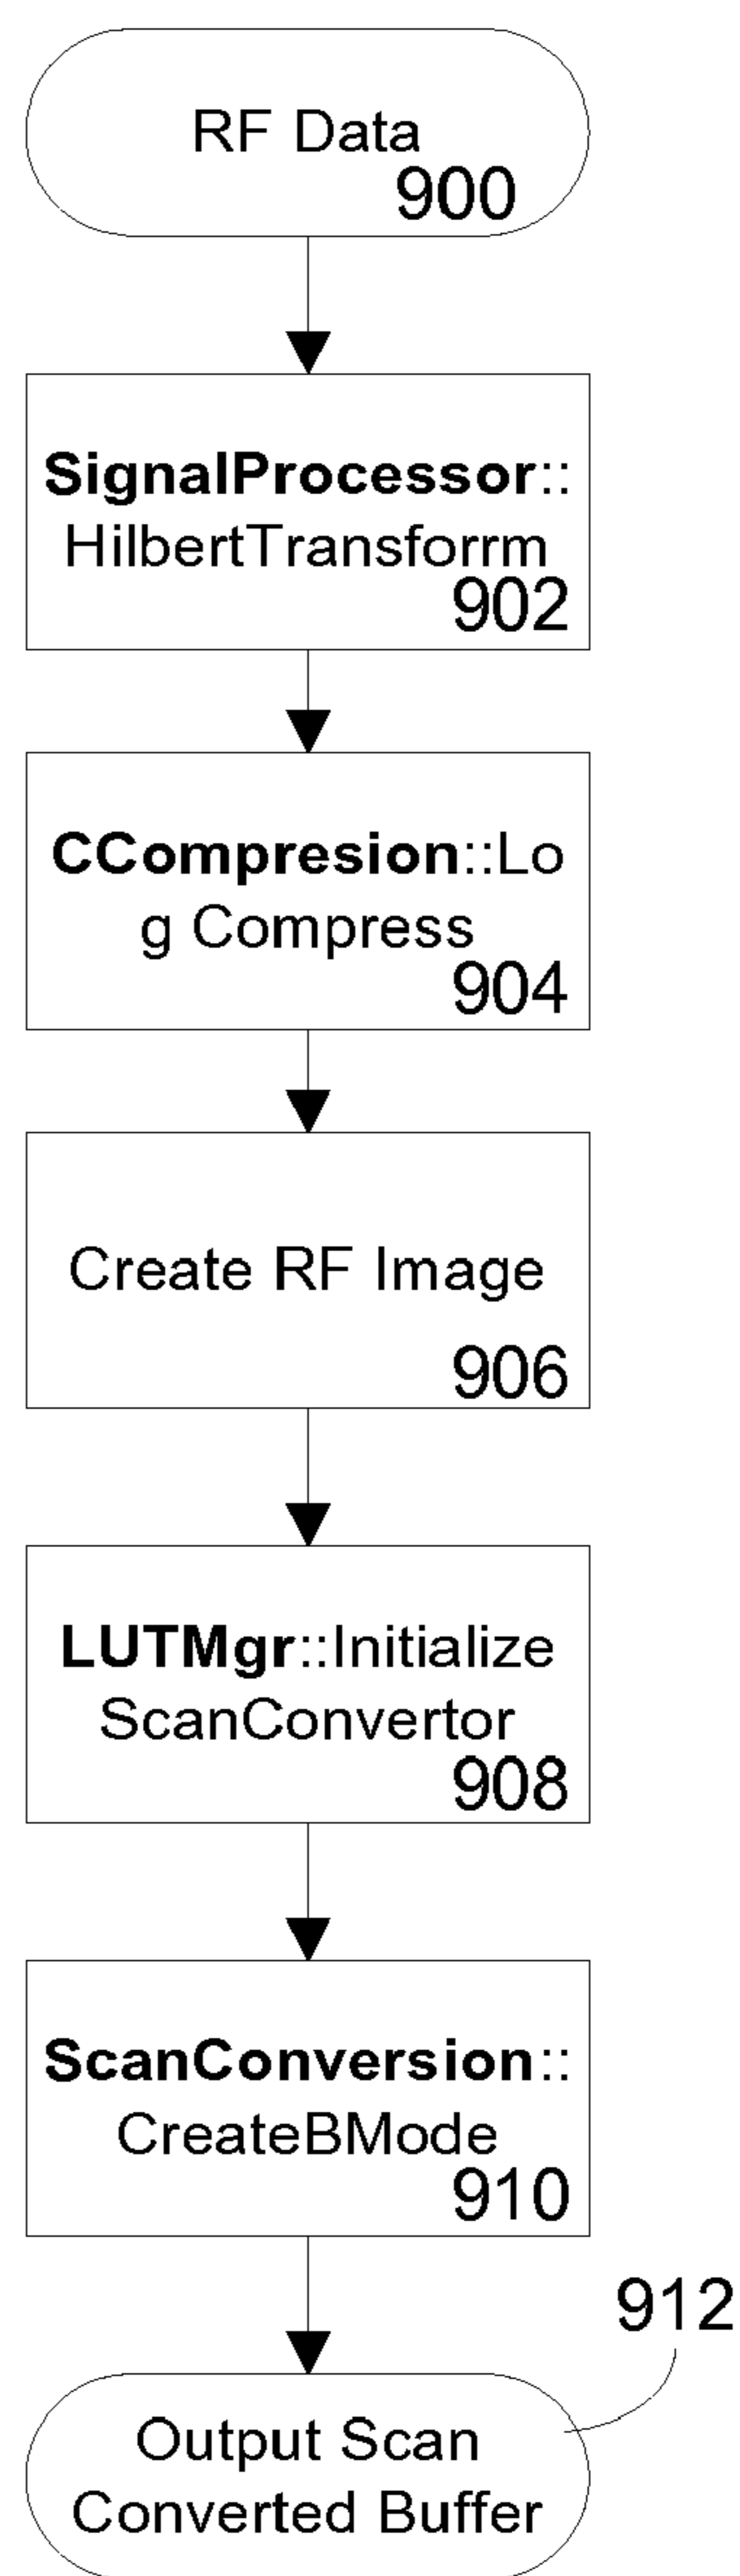 RF Data
900
SignalProcessor::
HilbertTransforrm
902
CCompresion::Lo
g Compress
904
Create RF Image
906
LUTMgr::Initialize
ScanConvertor
908
ScanConversion::
CreateBMode
910
912
Output Scan
Converted Buffer